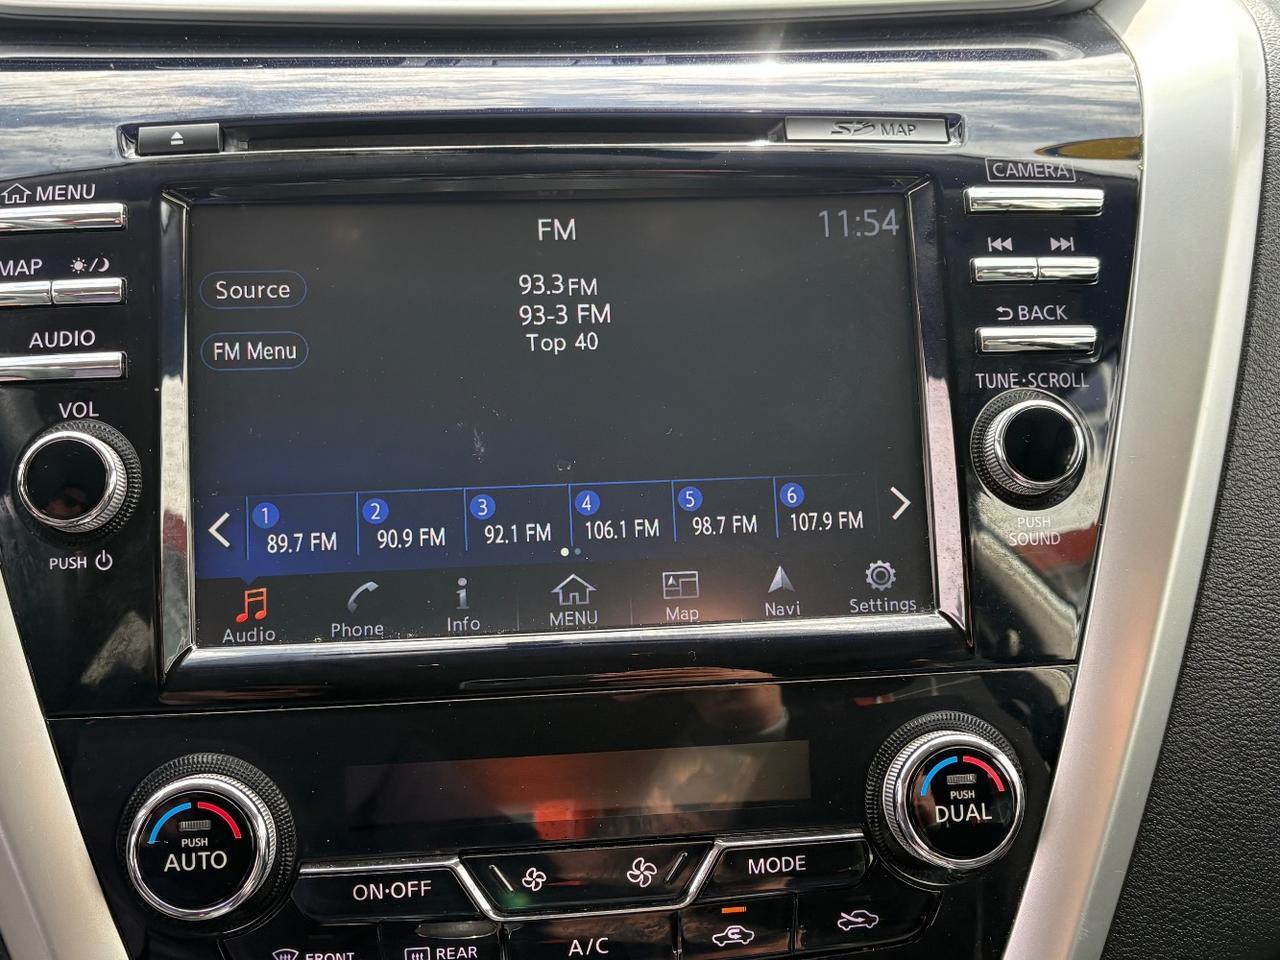 SD MAP
MENU
CAMERA
FM
11:54
MAP
Source
93.3 FM
93-3 FM
BACK
AUDIO
FM Menu
Top 40
TUNE·SCROLL
VOL
1
2
3
4
5
6
89.7 FM
90.9 FM
92.1 FM
106.1 FM
98.7 FM
107.9 FM
PUSH
SOUND
PUSH
Audio
Phone
Info
MENU
Map
Navi
Settings
PUSH
AUTO
PUSH
DUAL
ON·OFF
MODE
FRONT
REAR
A/C